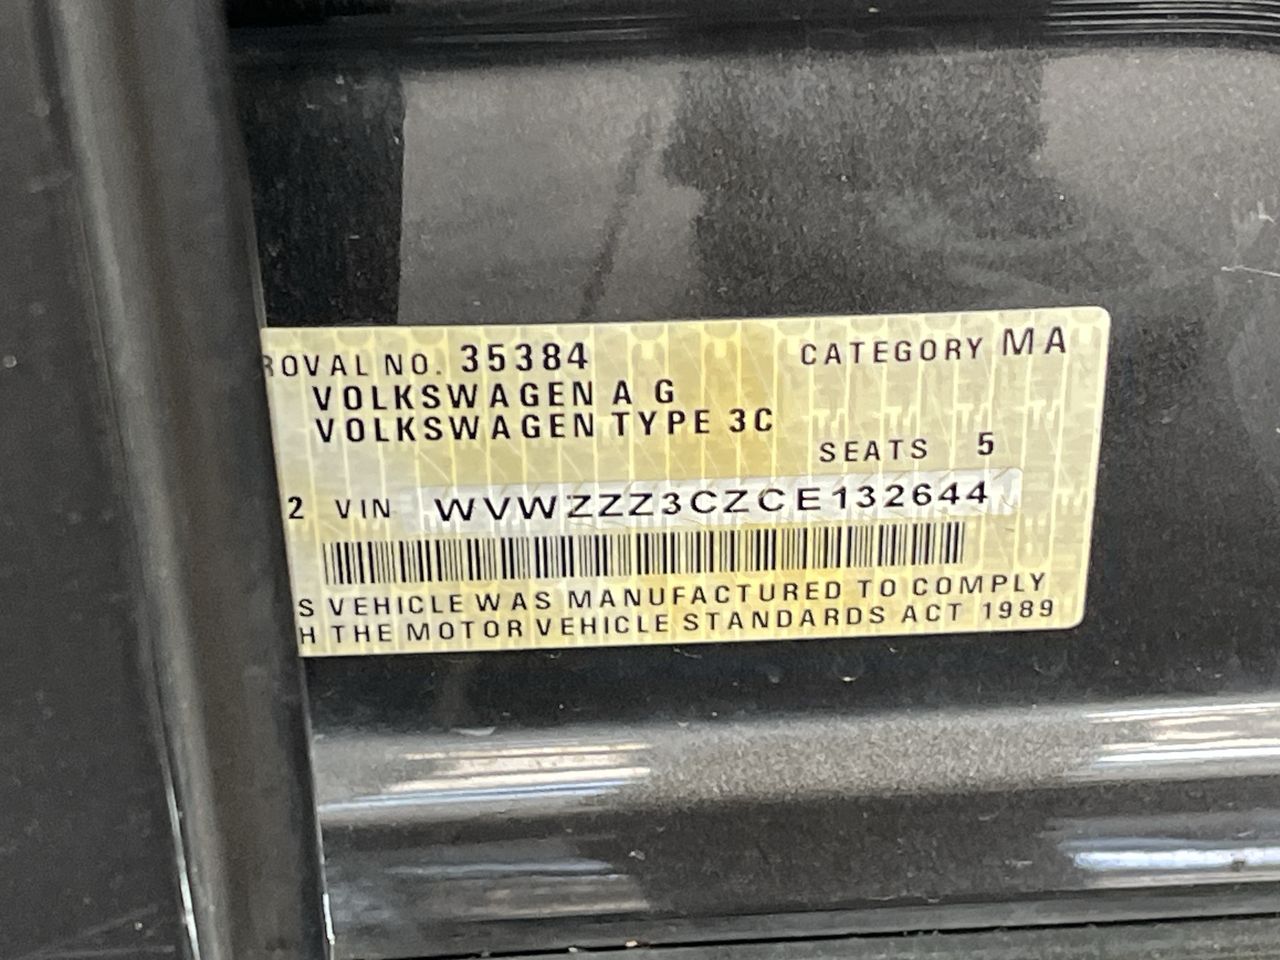 ROVAL NO. 35384 CATEGORY MA
VOLKSWAGEN A G
VOLKSWAGEN TYPE 3C
SEATS 5
2 VIN WVWZZZ3CZCE132644
S VEHICLE WAS MANUFACTURED TO COMPLY
H THE MOTOR VEHICLE STANDARDS ACT 1989